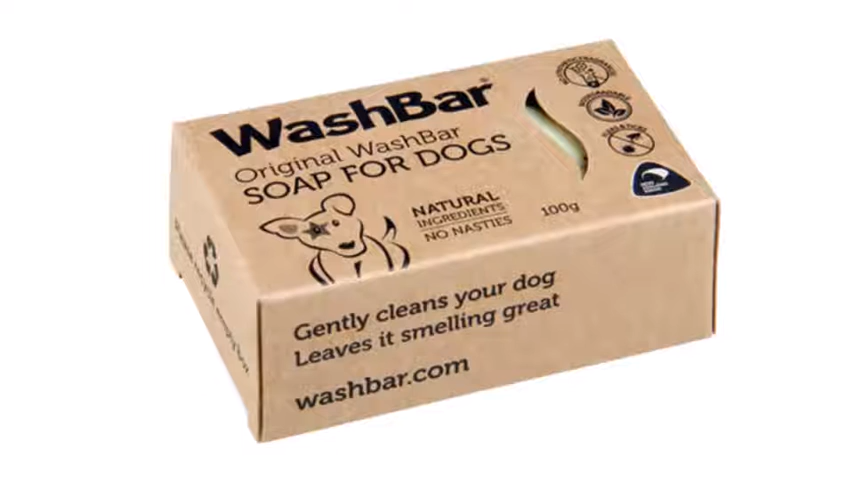 WashBar®
Original WashBar
SOAP FOR DOGS
NATURAL
INGREDIENTS
NO NASTIES
100g
BIODEGRADABLE
Gently cleans your dog
Leaves it smelling great
washbar.com